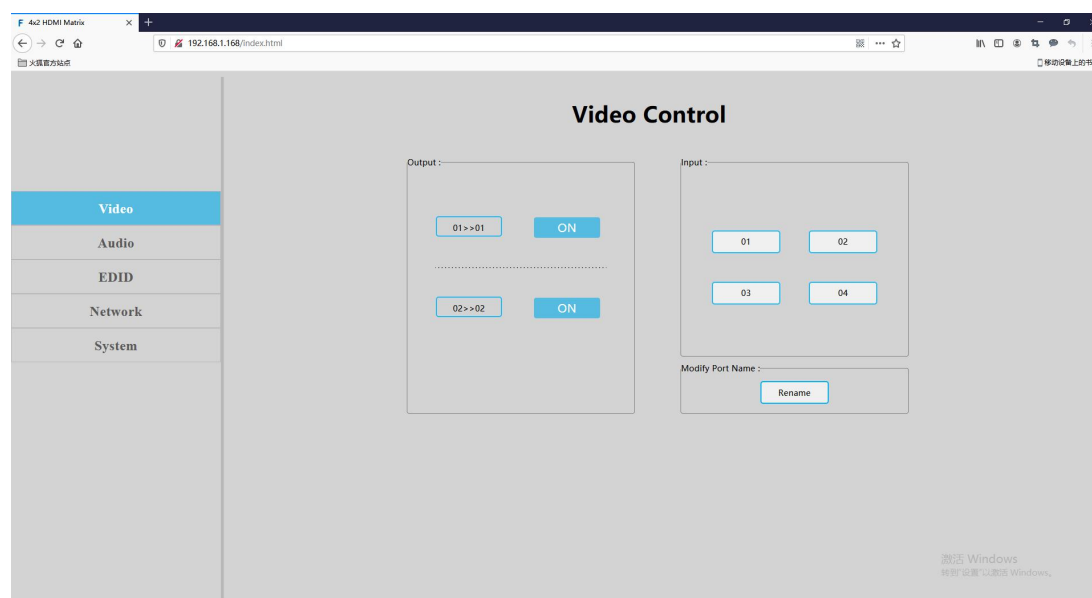 F 4x2 HDMI Matrix
192.168.1.168/index.html
火狐官方站点
移动设备上的书
Video Control
Video
Audio
EDID
Network
System
Output :
01>>01 ON
02>>02 ON
Input :
01 02
03 04
Modify Port Name :
Rename
激活 Windows
转到"设置"以激活 Windows。